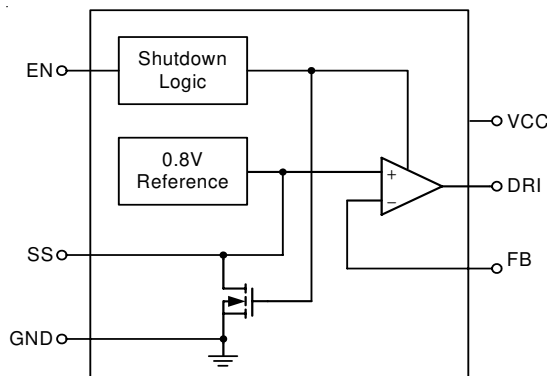 EN
Shutdown
Logic
VCC
0.8V
Reference
+
DRI
−
SS
FB
GND